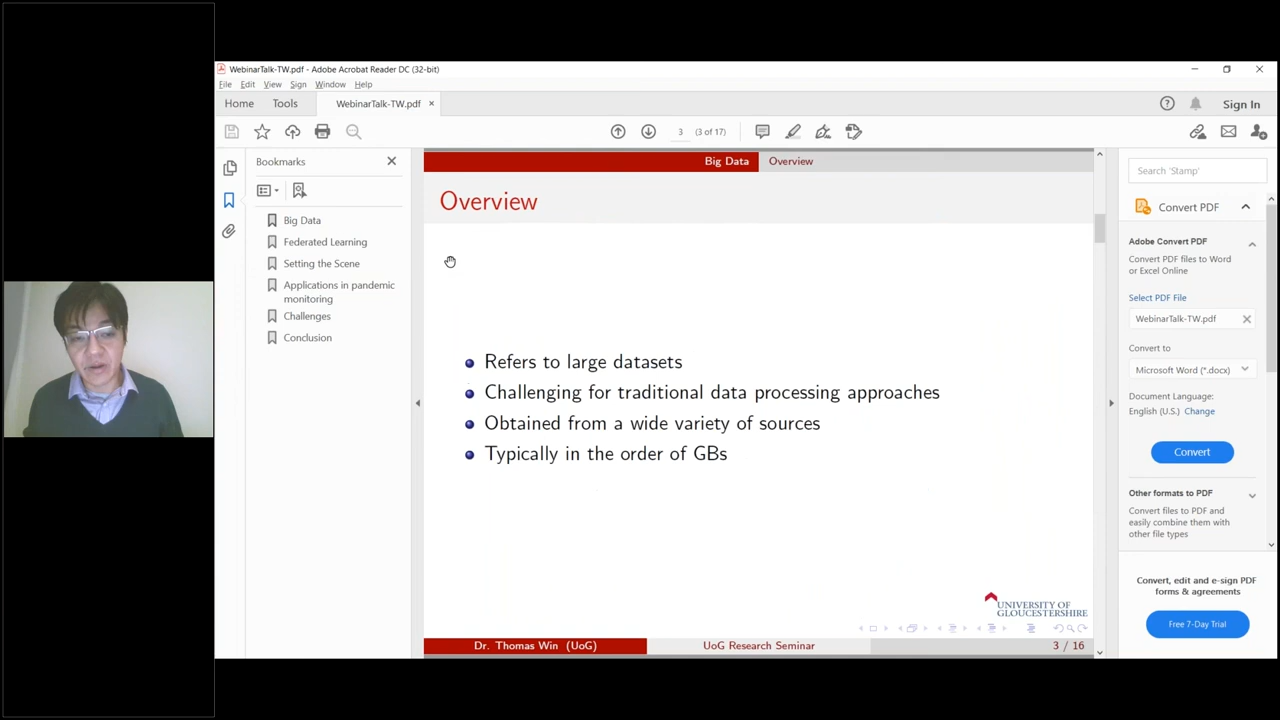 WebinarTalk-TW.pdf - Adobe Acrobat Reader DC (32-bit)
File Edit View Sign Window Help
Home Tools WebinarTalk-TW.pdf × Sign In
3 (3 of 17)
Bookmarks
Big Data
Federated Learning
Setting the Scene
Applications in pandemic
monitoring
Challenges
Conclusion
Big Data Overview
Overview
Refers to large datasets
Challenging for traditional data processing approaches
Obtained from a wide variety of sources
Typically in the order of GBs
UNIVERSITY OF
GLOUCESTERSHIRE
Dr. Thomas Win (UoG) UoG Research Seminar 3 / 16
Search 'Stamp'
Convert PDF
Adobe Convert PDF
Convert PDF files to Word
or Excel Online
Select PDF File
WebinarTalk-TW.pdf
Convert to
Microsoft Word (*.docx)
Document Language:
English (U.S.) Change
Convert
Other formats to PDF
Convert files to PDF and
easily combine them with
other file types
Convert, edit and e-sign PDF
forms & agreements
Free 7-Day Trial